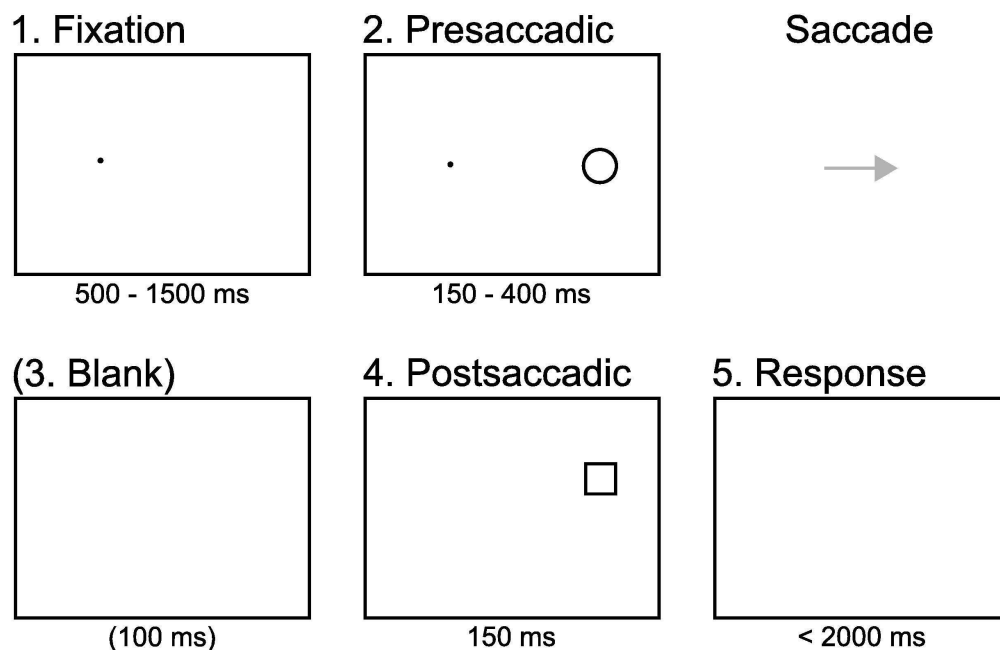 1. Fixation
2. Presaccadic
Saccade
500 - 1500 ms
150 - 400 ms
(3. Blank)
4. Postsaccadic
5. Response
(100 ms)
150 ms
< 2000 ms